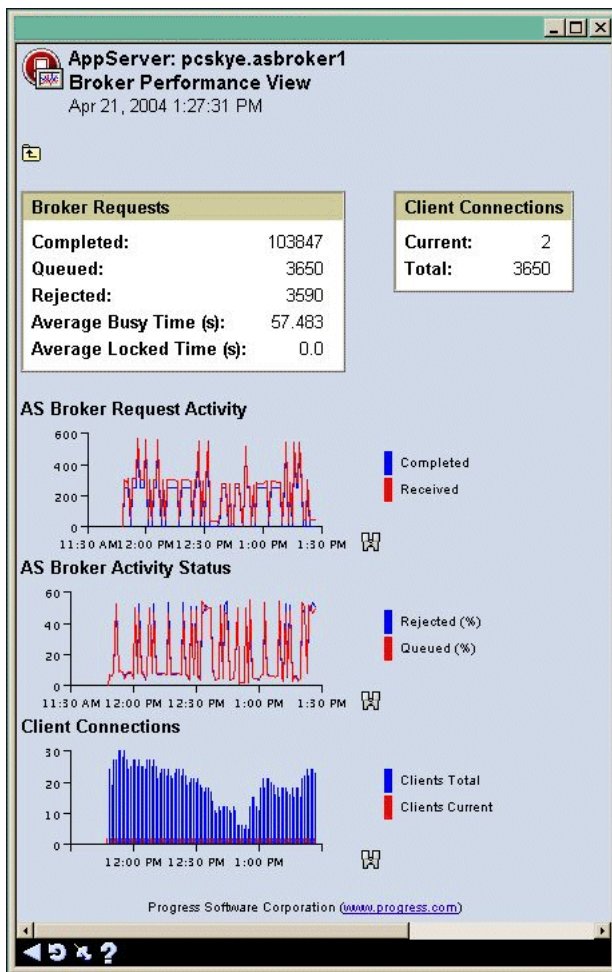 AppServer: pcskye.asbroker1
Broker Performance View
Apr 21, 2004 1:27:31 PM
Broker Requests
Completed: 103847
Queued: 3650
Rejected: 3590
Average Busy Time (s): 57.483
Average Locked Time (s): 0.0
Client Connections
Current: 2
Total: 3650
AS Broker Request Activity
600
400
200
0
11:30 AM 12:00 PM 12:30 PM 1:00 PM 1:30 PM
Completed
Received
AS Broker Activity Status
60
40
20
0
11:30 AM 12:00 PM 12:30 PM 1:00 PM 1:30 PM
Rejected (%)
Queued (%)
Client Connections
30
20
10
0
12:00 PM 12:30 PM 1:00 PM
Clients Total
Clients Current
Progress Software Corporation (www.progress.com)
?